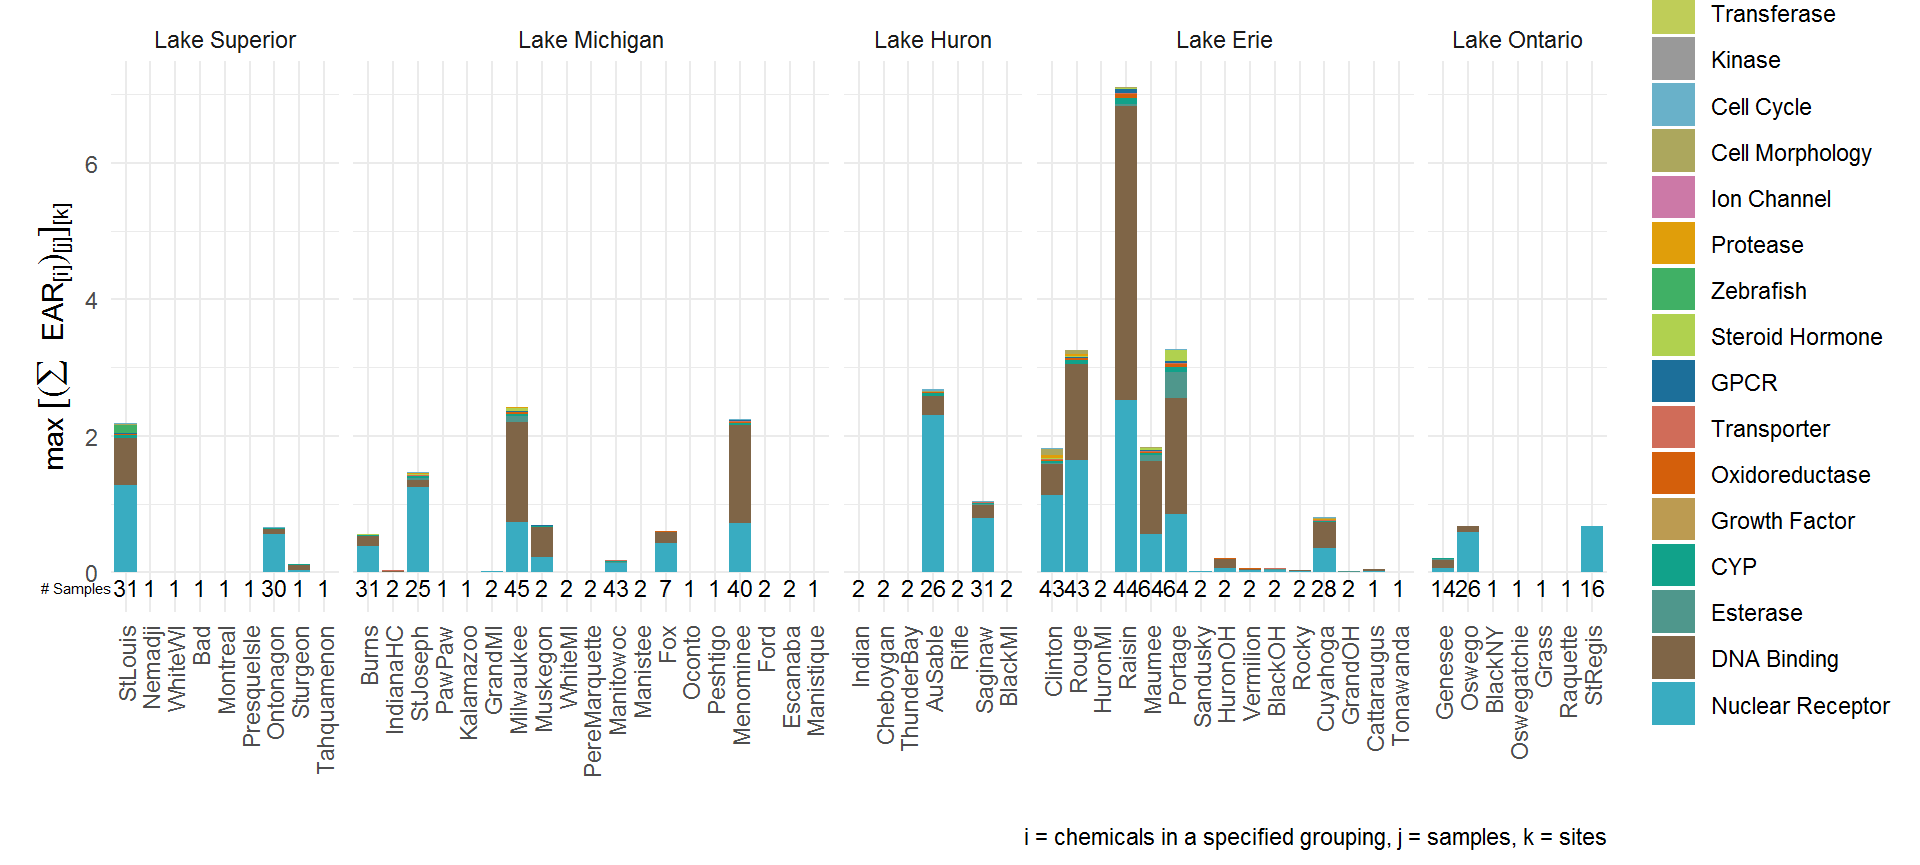 Lake Superior
Lake Michigan
Lake Huron
Lake Erie
Lake Ontario
max [(∑ EAR[i])[j]][k]
6
4
2
0
# Samples 31 1 1 1 1 1 30 1 1 31 2 25 1 1 2 45 2 2 2 43 2 7 1 1 40 2 2 1 2 2 2 26 2 31 2 43 43 2 44 64 64 2 2 2 2 2 28 2 1 1 14 26 1 1 1 1 16
StLouis
Nemadji
WhiteWI
Bad
Montreal
PresqueIsle
Ontonagon
Sturgeon
Tahquamenon
Burns
IndianaHC
StJoseph
PawPaw
Kalamazoo
GrandMI
Milwaukee
Muskegon
WhiteMI
PereMarquette
Manitowoc
Manistee
Fox
Oconto
Peshtigo
Menominee
Ford
Escanaba
Manistique
Indian
Cheboygan
ThunderBay
AuSable
Rifle
Saginaw
BlackMI
Clinton
Rouge
HuronMI
Raisin
Maumee
Portage
Sandusky
HuronOH
Vermilion
BlackOH
Rocky
Cuyahoga
GrandOH
Cattaraugus
Tonawanda
Genesee
Oswego
BlackNY
Oswegatchie
Grass
Raquette
StRegis
Transferase
Kinase
Cell Cycle
Cell Morphology
Ion Channel
Protease
Zebrafish
Steroid Hormone
GPCR
Transporter
Oxidoreductase
Growth Factor
CYP
Esterase
DNA Binding
Nuclear Receptor
i = chemicals in a specified grouping, j = samples, k = sites